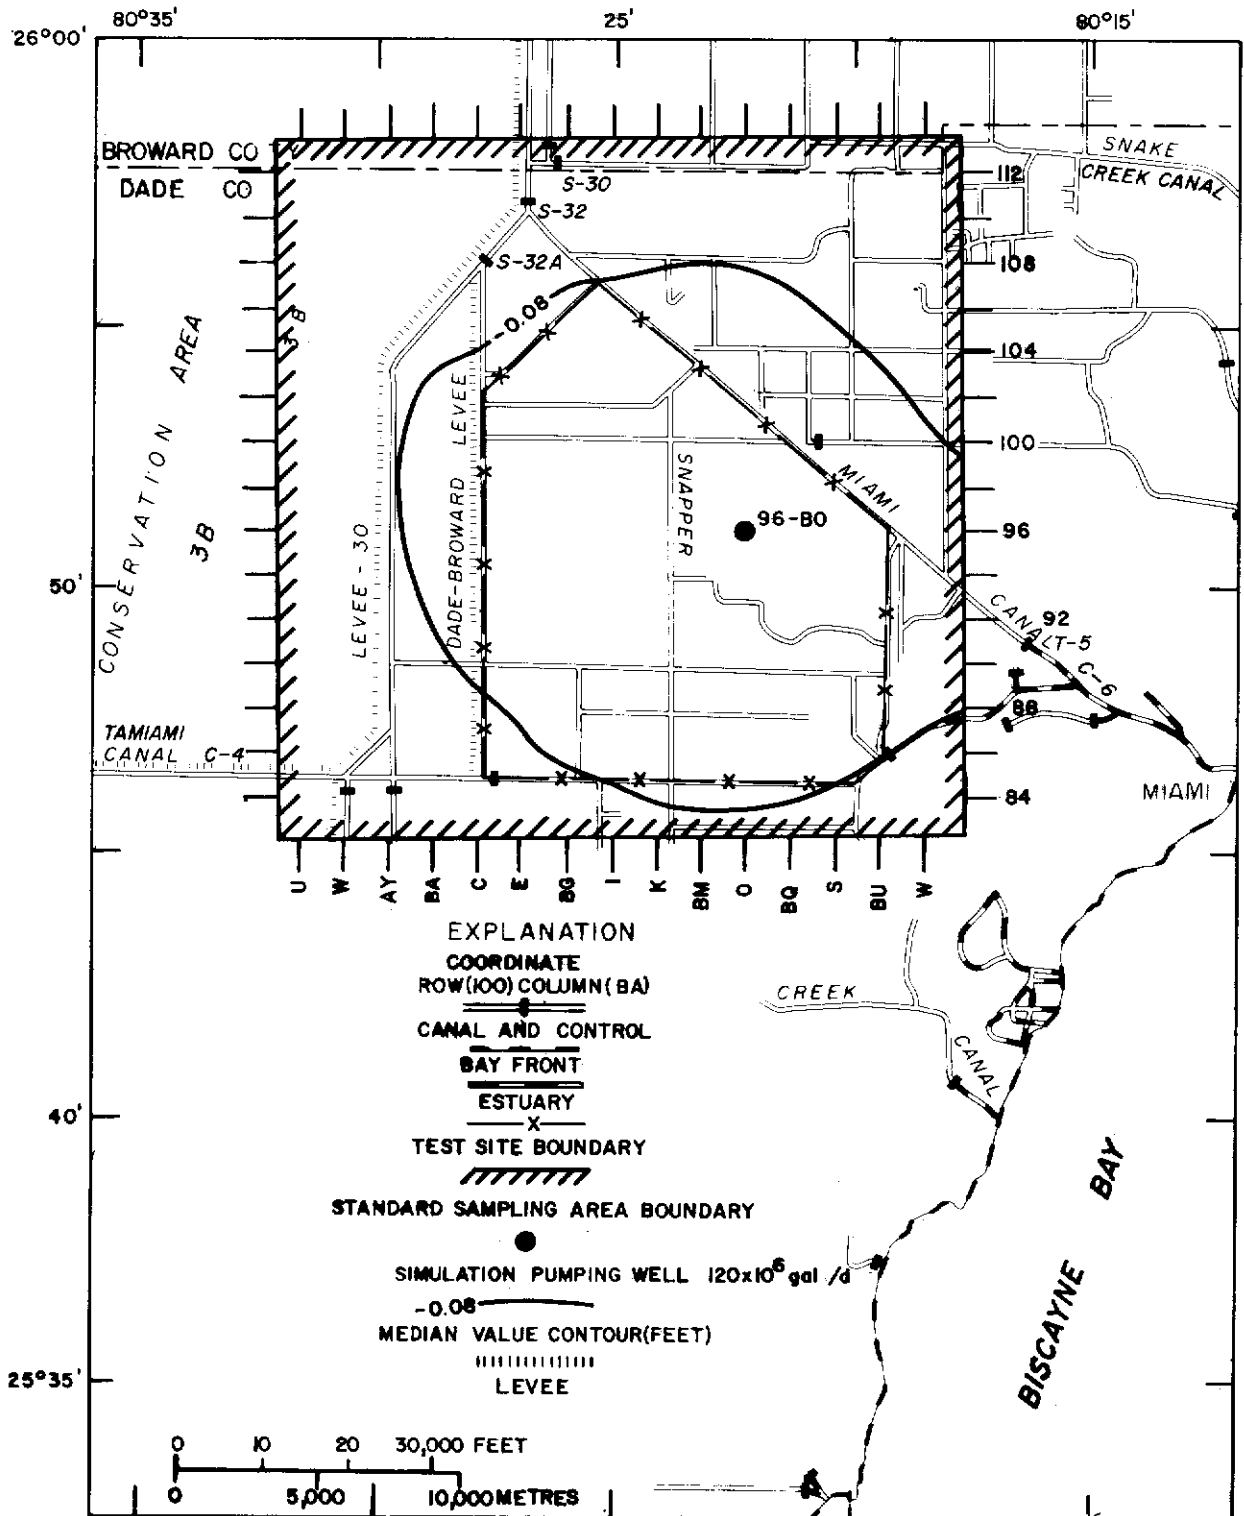 80°35'
25'
80°15'
26°00'
BROWARD CO
DADE CO
SNAKE
CREEK CANAL
S-30
S-32
S-32A
112
108
104
100
96
92
88
84
-0.08
3B
CONSERVATION AREA
3B
LEVEE - 30
DADE-BROWARD LEVEE
SNAPPER
MIAMI
CANAL
96-BO
T-5
C-6
50'
TAMIAMI
CANAL C-4
MIAMI
U W AY BA C E BG I K BM O BQ S BU W
EXPLANATION
COORDINATE
ROW(100) COLUMN(BA)
CANAL AND CONTROL
BAY FRONT
ESTUARY
X
TEST SITE BOUNDARY
STANDARD SAMPLING AREA BOUNDARY
SIMULATION PUMPING WELL 120x10⁶ gal /d
-0.08
MEDIAN VALUE CONTOUR(FEET)
LEVEE
CREEK
CANAL
40'
BISCAYNE BAY
25°35'
0 10 20 30,000 FEET
0 5,000 10,000 METRES